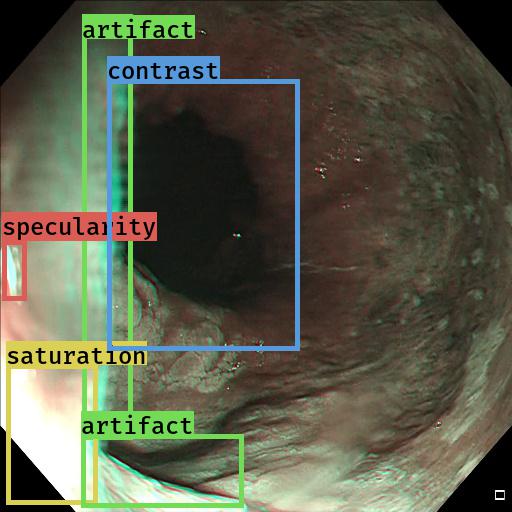 artifact
contrast
specularity
saturation
artifact